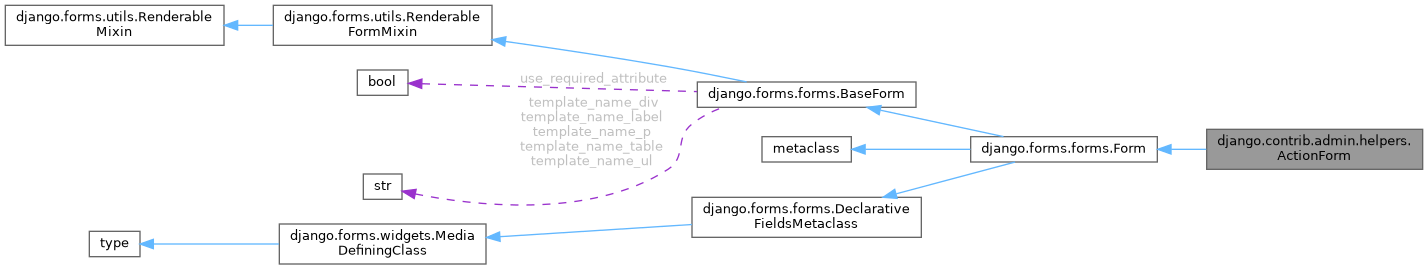 django.forms.utils.Renderable
Mixin
django.forms.utils.Renderable
FormMixin
bool
use_required_attribute
django.forms.forms.BaseForm
template_name_div
template_name_label
template_name_p
template_name_table
template_name_ul
metaclass
django.forms.forms.Form
django.contrib.admin.helpers.
ActionForm
str
django.forms.forms.Declarative
FieldsMetaclass
type
django.forms.widgets.Media
DefiningClass